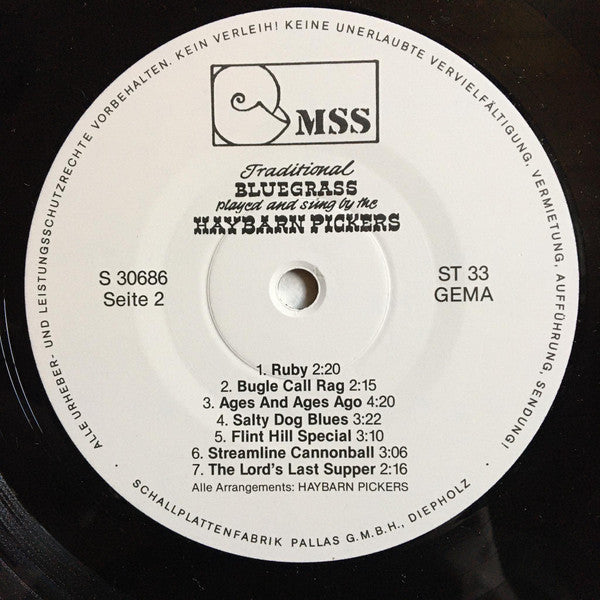 ALLE URHEBER- UND LEISTUNGSSCHUTZRECHTE VORBEHALTEN. KEIN VERLEIH! KEINE UNERLAUBTE VERVIELFÄLTIGUNG, VERMIETUNG, AUFFÜHRUNG, SENDUNG!
MSS
Traditional
BLUEGRASS
played and sung by the
HAYBARN PICKERS
S 30686
Seite 2
ST 33
GEMA
1. Ruby 2:20
2. Bugle Call Rag 2:15
3. Ages And Ages Ago 4:20
4. Salty Dog Blues 3:22
5. Flint Hill Special 3:10
6. Streamline Cannonball 3:06
7. The Lord's Last Supper 2:16
Alle Arrangements: HAYBARN PICKERS
· SCHALLPLATTENFABRIK PALLAS G.M.B.H., DIEPHOLZ ·